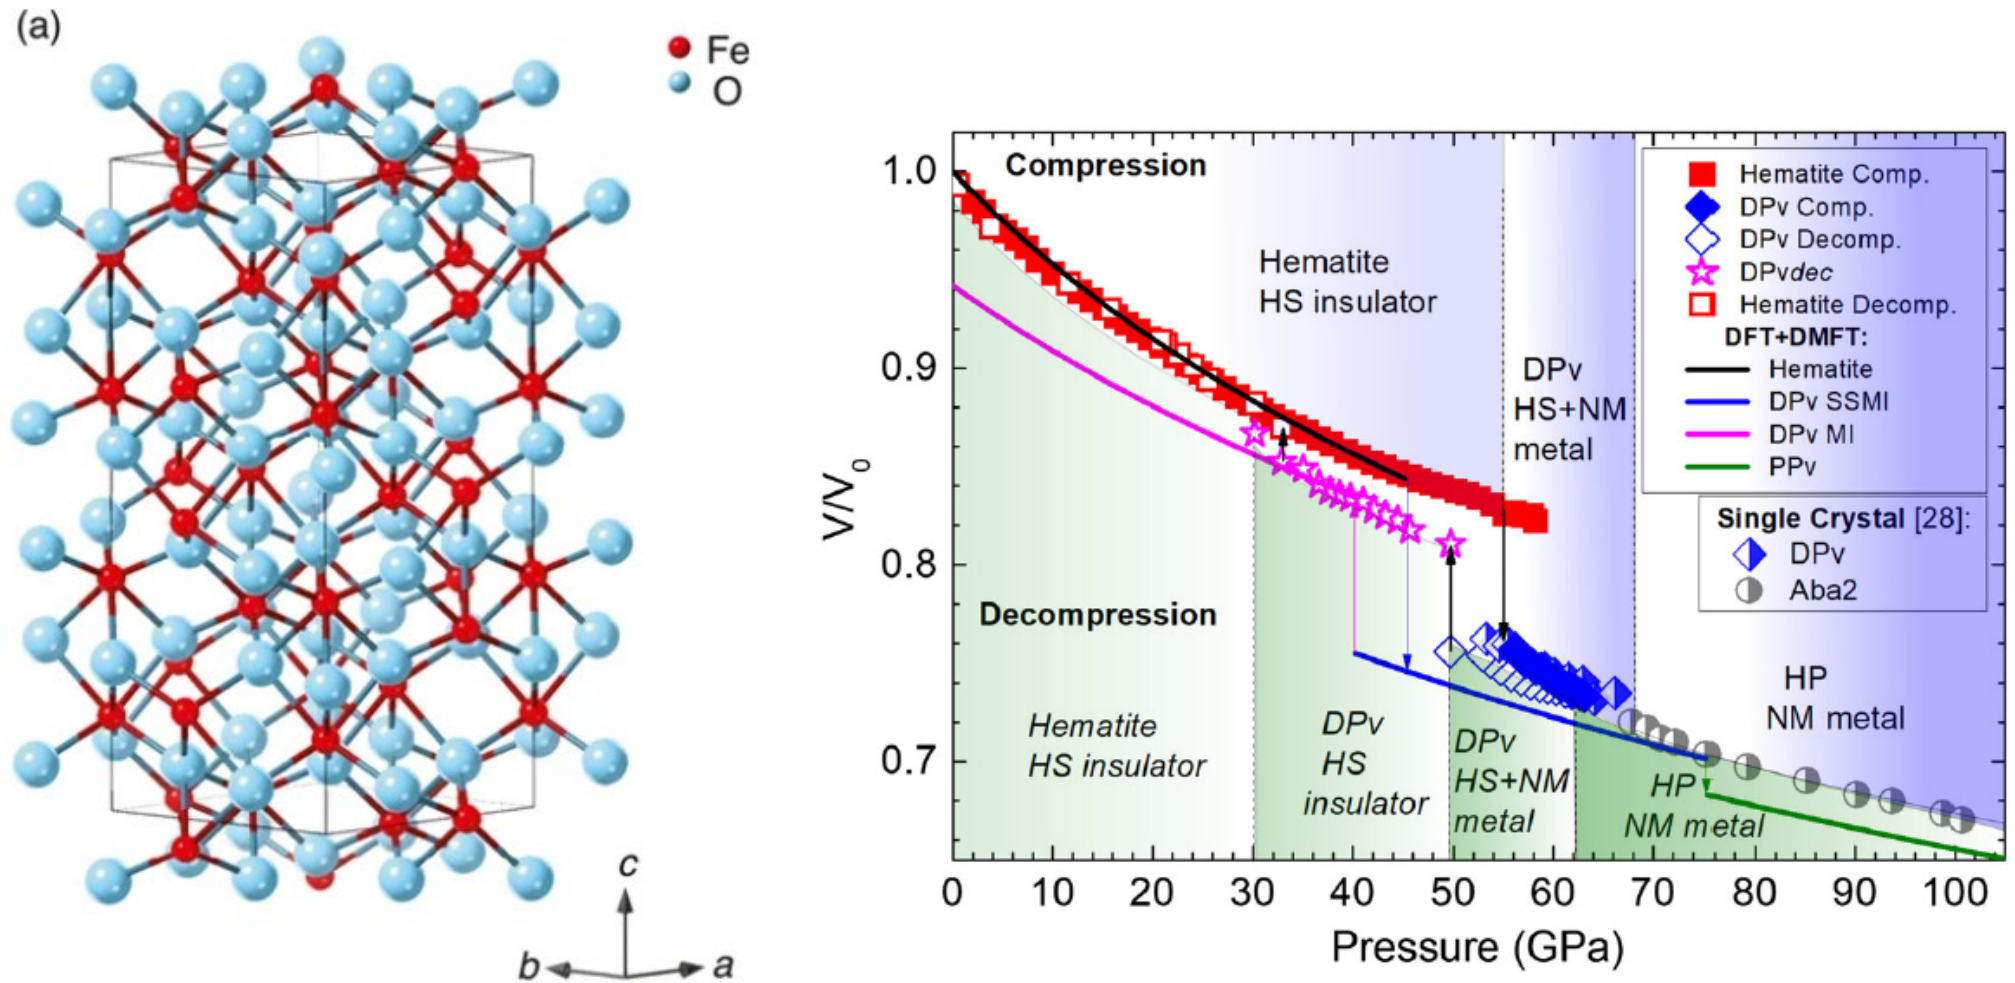 (a)
Fe
O
c
b
a
Compression
Hematite
HS insulator
DPv
HS+NM
metal
HP
NM metal
Decompression
Hematite
HS insulator
DPv
HS
insulator
DPv
HS+NM
metal
HP
NM metal
Hematite Comp.
DPv Comp.
DPv Decomp.
DPvdec
Hematite Decomp.
DFT+DMFT:
Hematite
DPv SSMI
DPv MI
PPv
Single Crystal [28]:
DPv
Aba2
V/V0
1.0
0.9
0.8
0.7
0 10 20 30 40 50 60 70 80 90 100
Pressure (GPa)